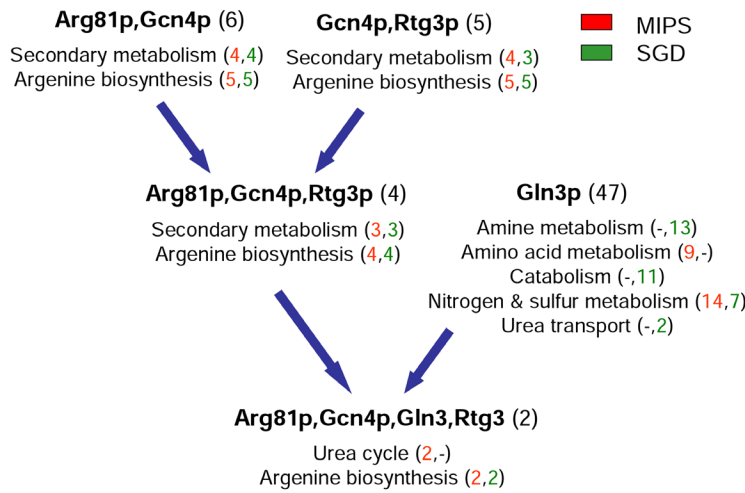 Arg81p,Gcn4p (6)
Secondary metabolism (4,4)
Argenine biosynthesis (5,5)
Gcn4p,Rtg3p (5)
Secondary metabolism (4,3)
Argenine biosynthesis (5,5)
MIPS
SGD
Arg81p,Gcn4p,Rtg3p (4)
Secondary metabolism (3,3)
Argenine biosynthesis (4,4)
Gln3p (47)
Amine metabolism (-,13)
Amino acid metabolism (9,-)
Catabolism (-,11)
Nitrogen & sulfur metabolism (14,7)
Urea transport (-,2)
Arg81p,Gcn4p,Gln3,Rtg3 (2)
Urea cycle (2,-)
Argenine biosynthesis (2,2)